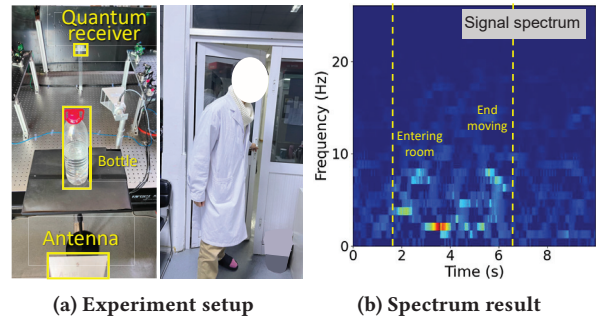 Quantum
receiver
Bottle
Antenna
(a) Experiment setup
Signal spectrum
Entering
room
End
moving
Frequency (Hz)
20
10
0
0 2 4 6 8
Time (s)
(b) Spectrum result